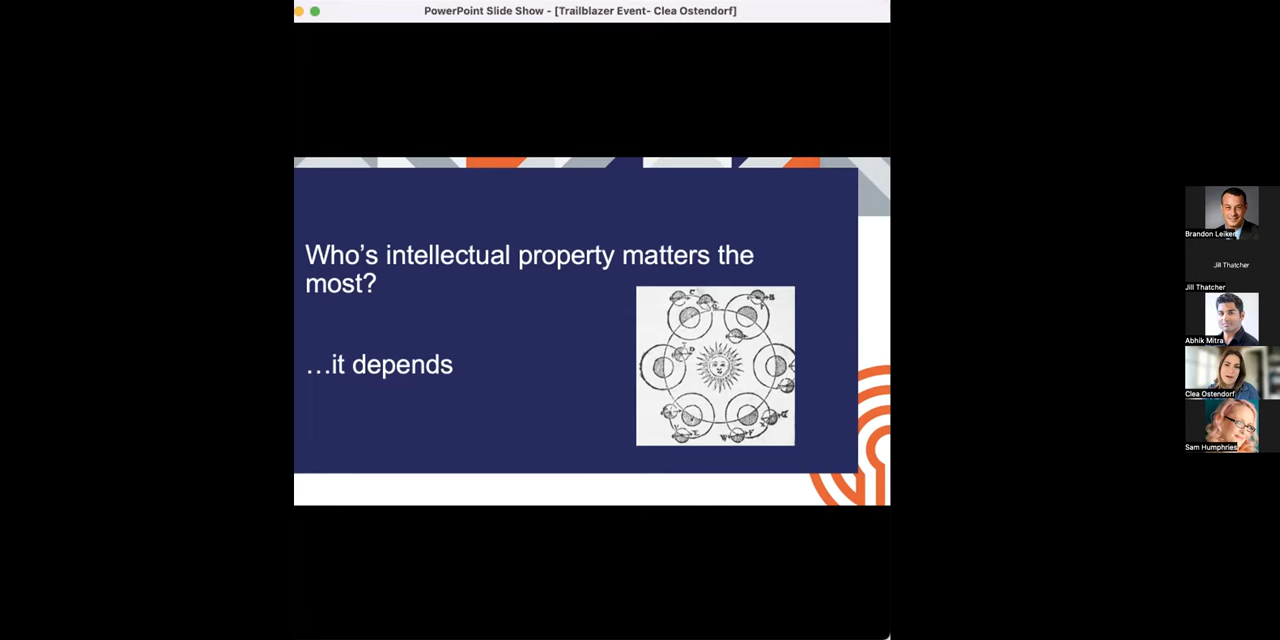 PowerPoint Slide Show - [Trailblazer Event- Clea Ostendorf]
Who’s intellectual property matters the
most?
…it depends
Brandon Leiker
Jill Thatcher
Jill Thatcher
Abhik Mitra
Clea Ostendorf
Sam Humphries